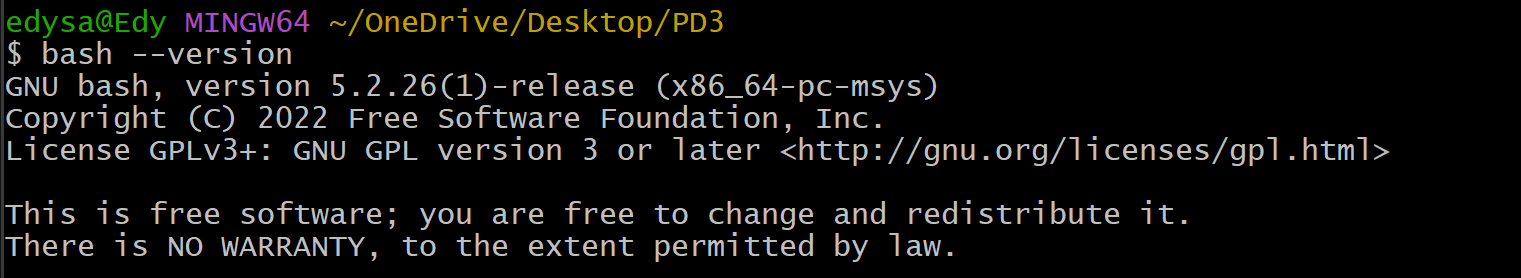 edysa@Edy MINGW64 ~/OneDrive/Desktop/PD3
$ bash --version
GNU bash, version 5.2.26(1)-release (x86_64-pc-msys)
Copyright (C) 2022 Free Software Foundation, Inc.
License GPLv3+: GNU GPL version 3 or later <http://gnu.org/licenses/gpl.html>

This is free software; you are free to change and redistribute it.
There is NO WARRANTY, to the extent permitted by law.